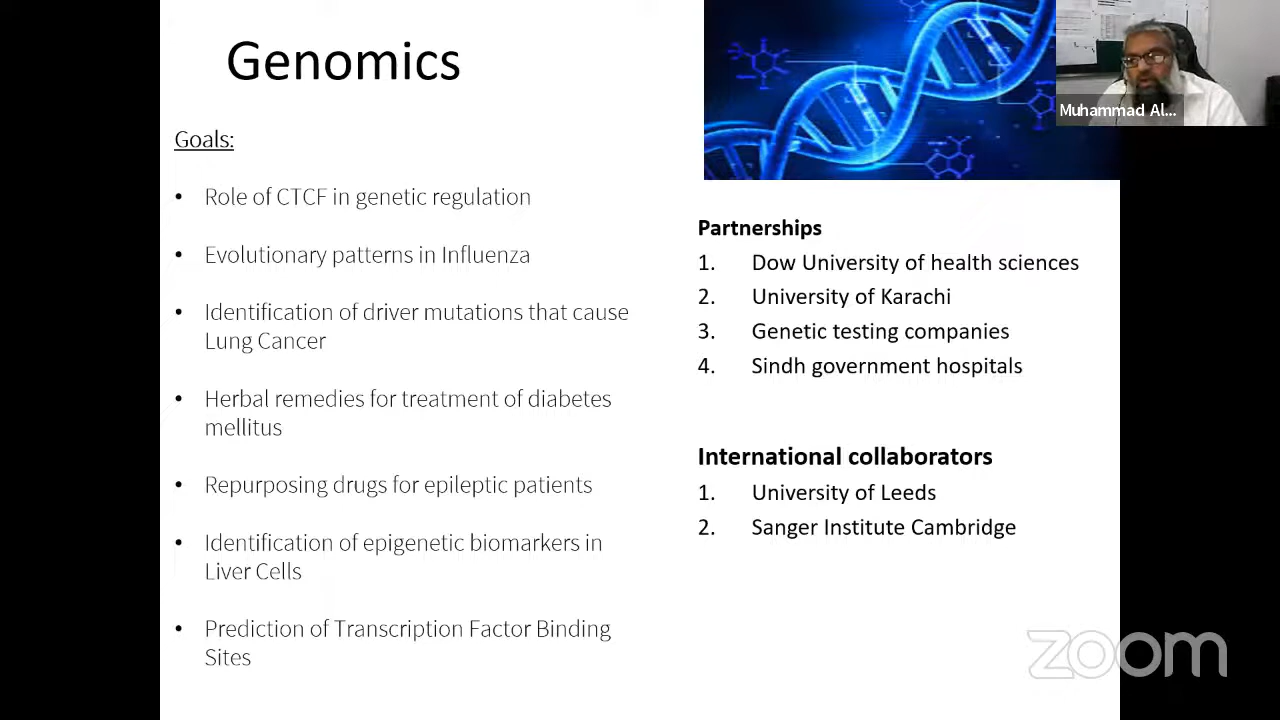 Genomics
Goals:
• Role of CTCF in genetic regulation
• Evolutionary patterns in Influenza
• Identification of driver mutations that cause
Lung Cancer
• Herbal remedies for treatment of diabetes
mellitus
• Repurposing drugs for epileptic patients
• Identification of epigenetic biomarkers in
Liver Cells
• Prediction of Transcription Factor Binding
Sites
Muhammad Al...
Partnerships
1. Dow University of health sciences
2. University of Karachi
3. Genetic testing companies
4. Sindh government hospitals
International collaborators
1. University of Leeds
2. Sanger Institute Cambridge
zoom